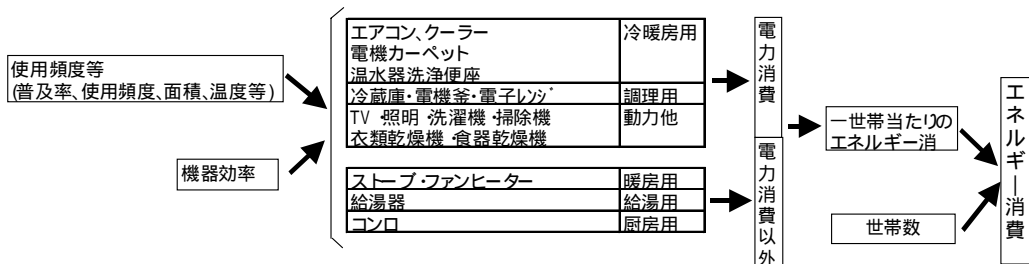 使用頻度等
(普及率、使用頻度、面積、温度等)
機器効率
エアコン、クーラー 冷暖房用
電機カーペット
温水器洗浄便座
冷蔵庫・電機釜・電子レンジ 調理用
TV・照明・洗濯機・掃除機 動力他
衣類乾燥機・食器乾燥機
ストーブ・ファンヒーター 暖房用
給湯器 給湯用
コンロ 厨房用
電力消費
電力消費以外
一世帯当たりの
エネルギー消
世帯数
エネルギー消費